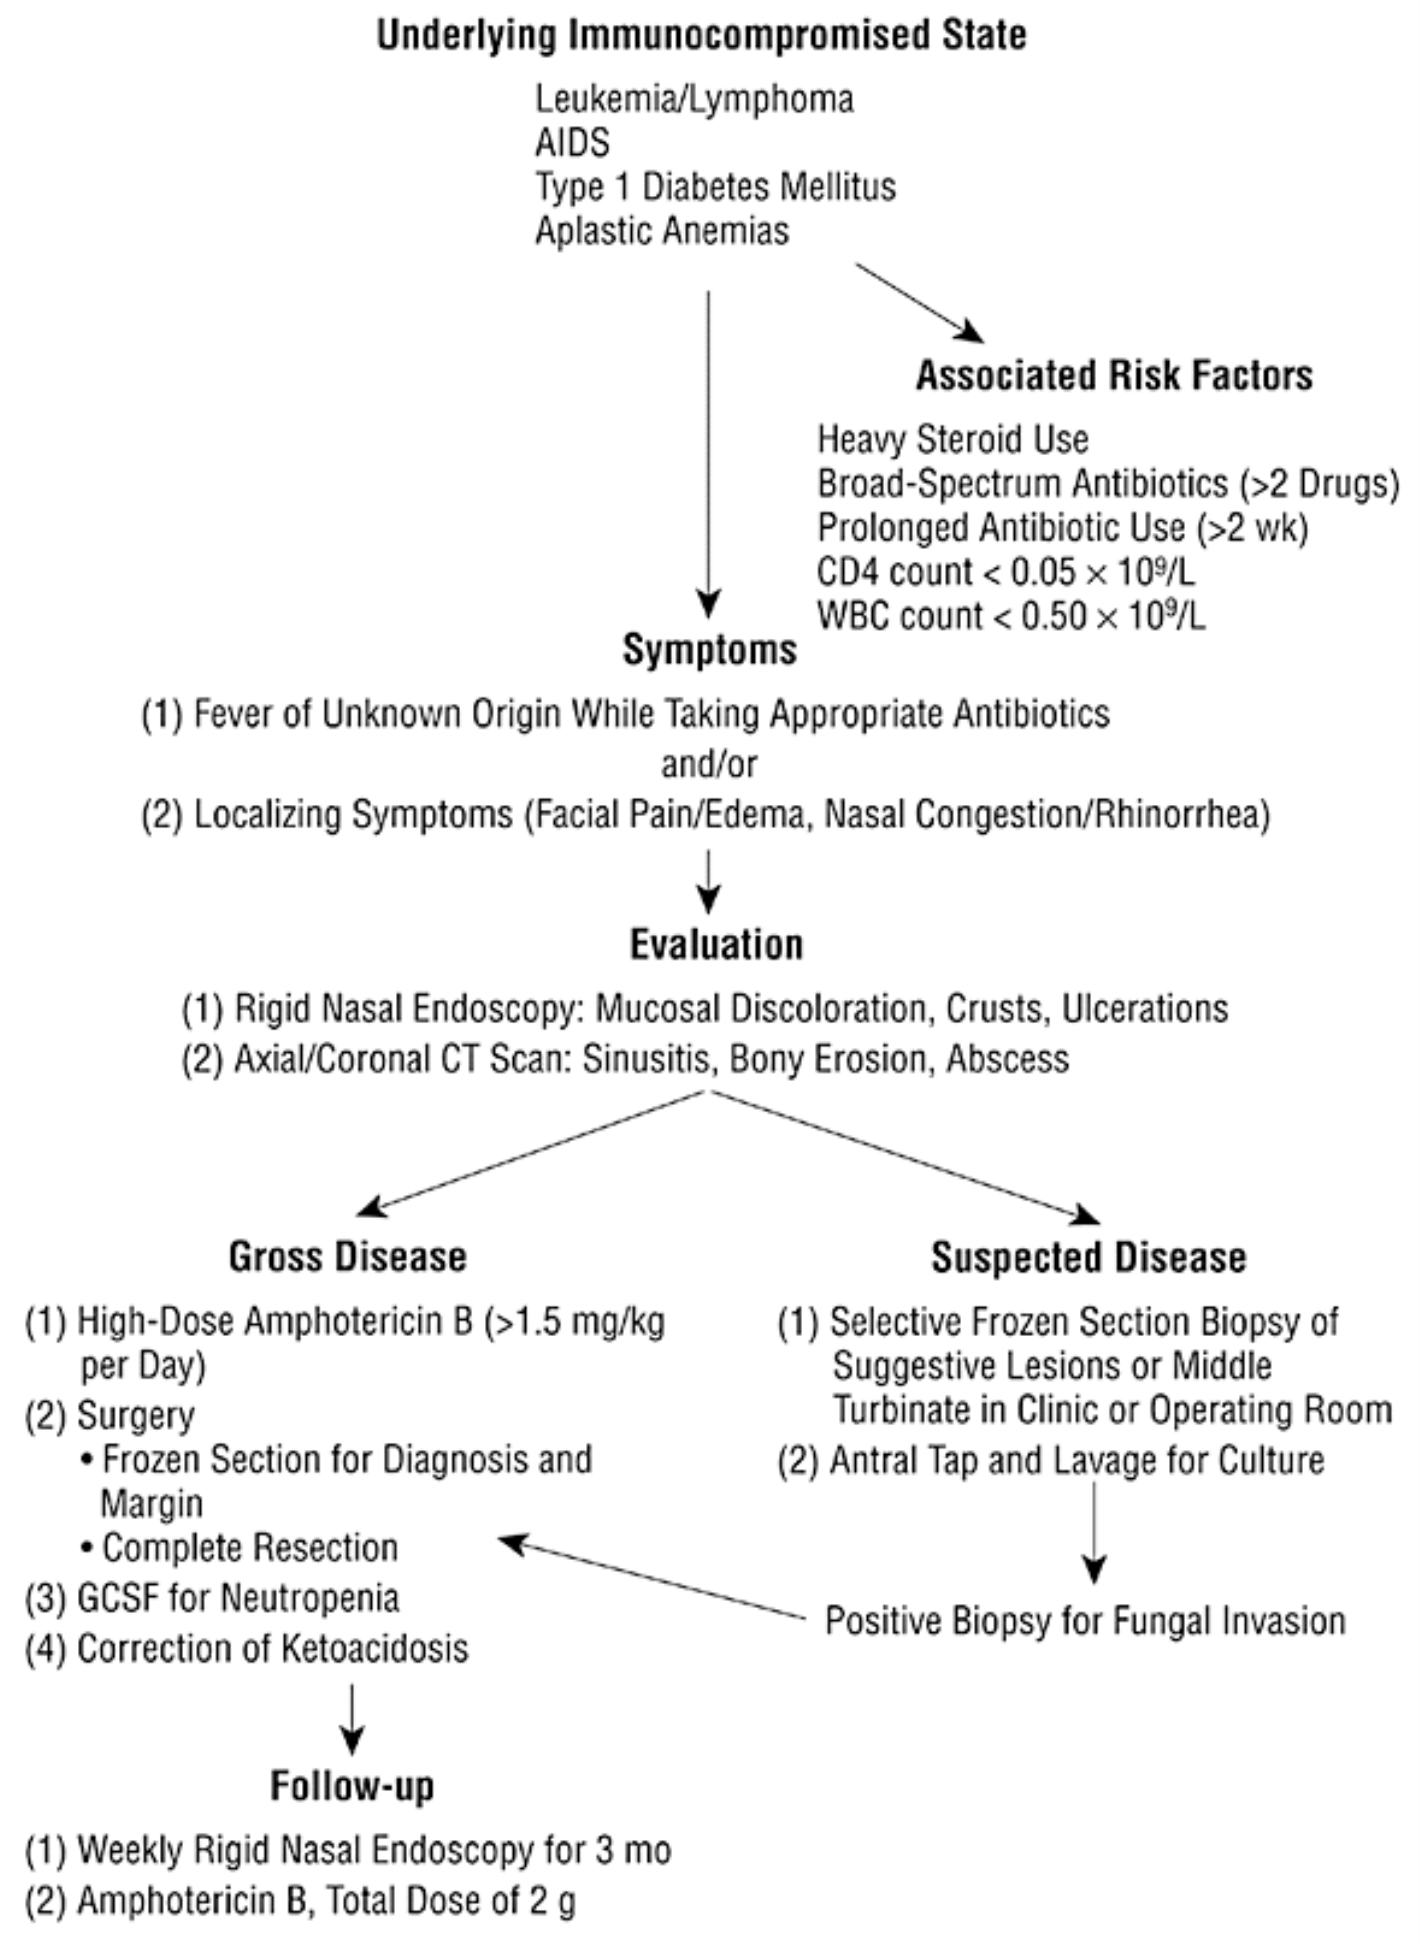 Underlying Immunocompromised State
Leukemia/Lymphoma
AIDS
Type 1 Diabetes Mellitus
Aplastic Anemias
Associated Risk Factors
Heavy Steroid Use
Broad-Spectrum Antibiotics (>2 Drugs)
Prolonged Antibiotic Use (>2 wk)
CD4 count < 0.05 × 10⁹/L
WBC count < 0.50 × 10⁹/L
Symptoms
(1) Fever of Unknown Origin While Taking Appropriate Antibiotics
and/or
(2) Localizing Symptoms (Facial Pain/Edema, Nasal Congestion/Rhinorrhea)
Evaluation
(1) Rigid Nasal Endoscopy: Mucosal Discoloration, Crusts, Ulcerations
(2) Axial/Coronal CT Scan: Sinusitis, Bony Erosion, Abscess
Gross Disease
(1) High-Dose Amphotericin B (>1.5 mg/kg
per Day)
(2) Surgery
• Frozen Section for Diagnosis and
Margin
• Complete Resection
(3) GCSF for Neutropenia
(4) Correction of Ketoacidosis
Suspected Disease
(1) Selective Frozen Section Biopsy of
Suggestive Lesions or Middle
Turbinate in Clinic or Operating Room
(2) Antral Tap and Lavage for Culture
Positive Biopsy for Fungal Invasion
Follow-up
(1) Weekly Rigid Nasal Endoscopy for 3 mo
(2) Amphotericin B, Total Dose of 2 g